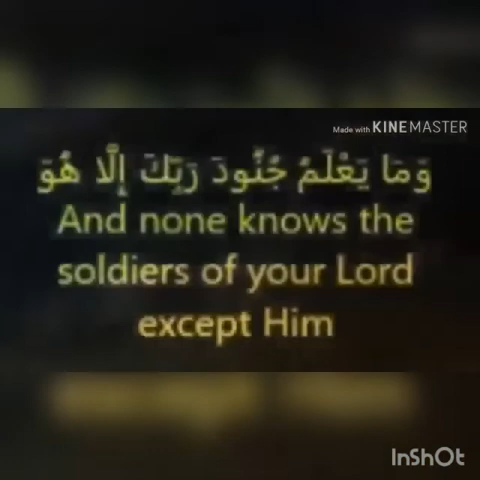 Made with KINEMASTER
وَمَا يَعْلَمُ جُنُودَ رَبِّكَ إِلَّا هُوَ
And none knows the
soldiers of your Lord
except Him
InShOt